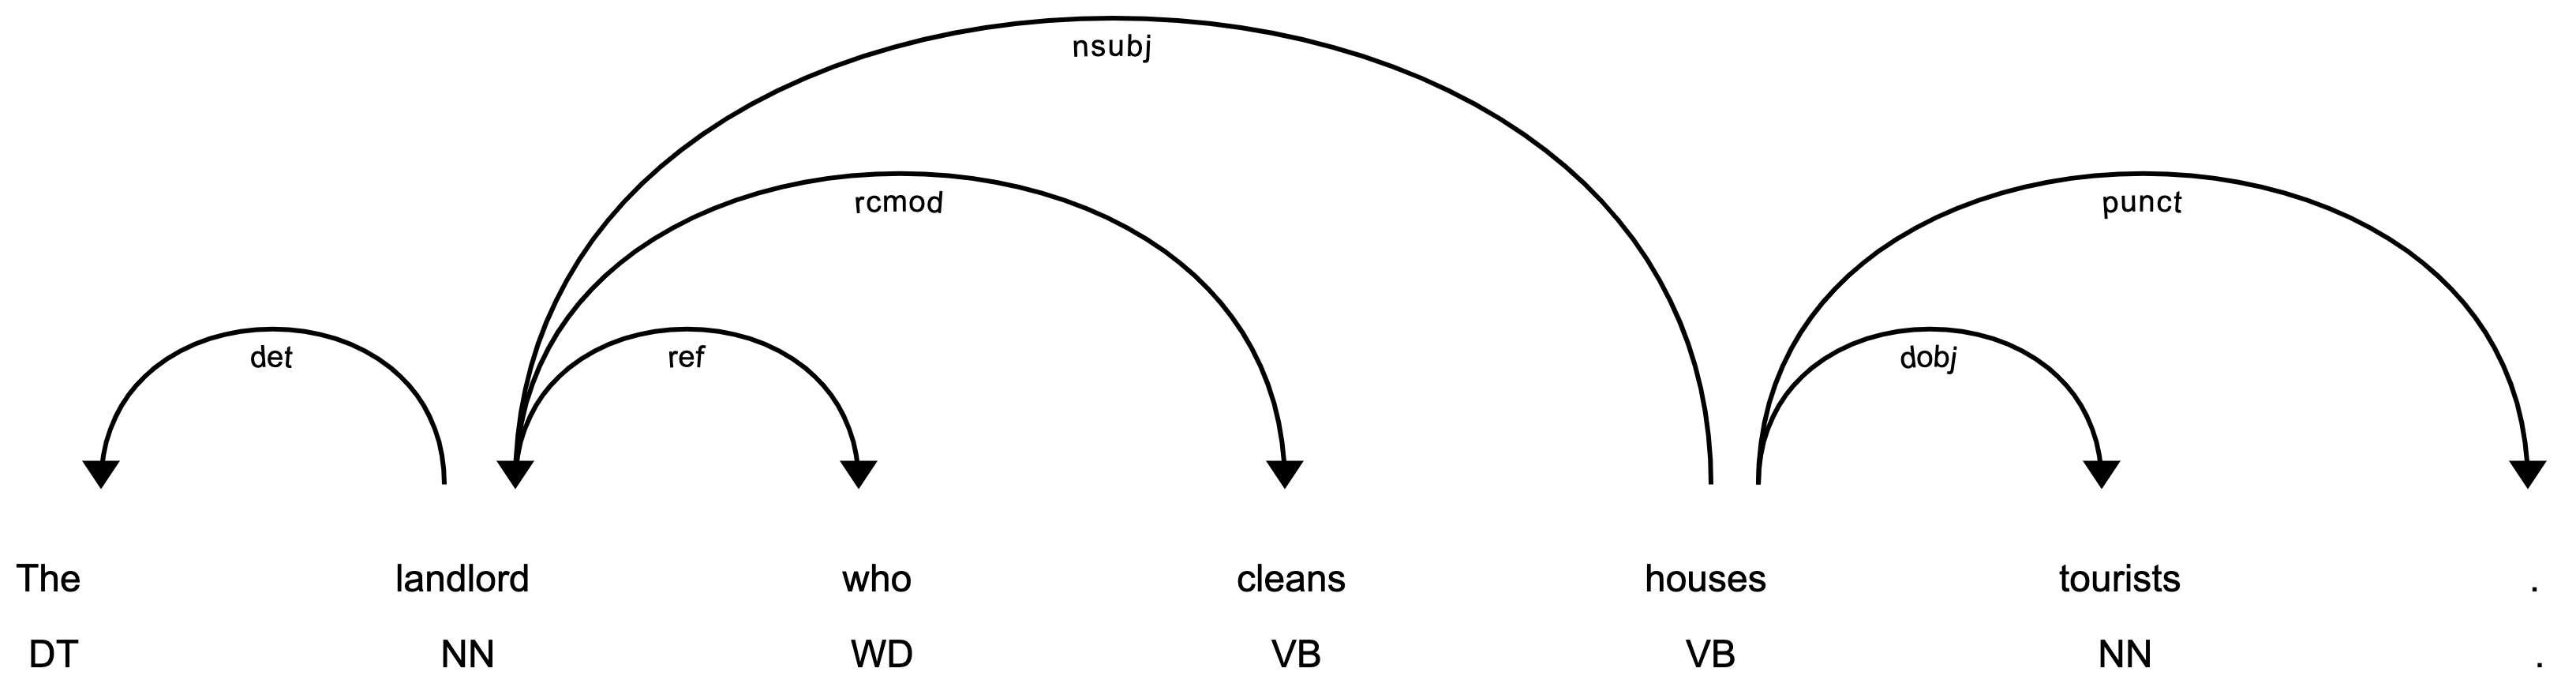 nsubj
rcmod punct
det ref dobj
The landlord who cleans houses tourists .
DT NN WD VB VB NN .